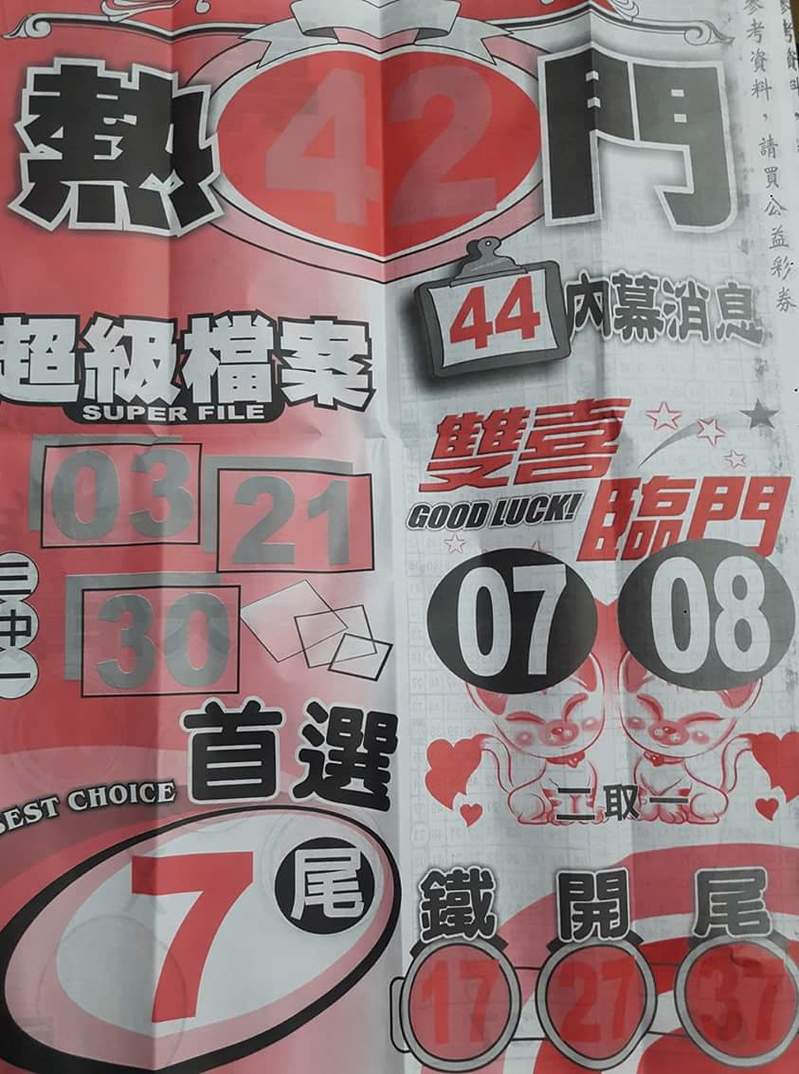 熱 42 門
參考資料，請買公益彩券
44 內幕消息
超級檔案
SUPER FILE
03 21
30
三中一
雙喜
臨門
GOOD LUCK!
07 08
二取一
首選
BEST CHOICE
7尾
鐵開尾
17 27 37